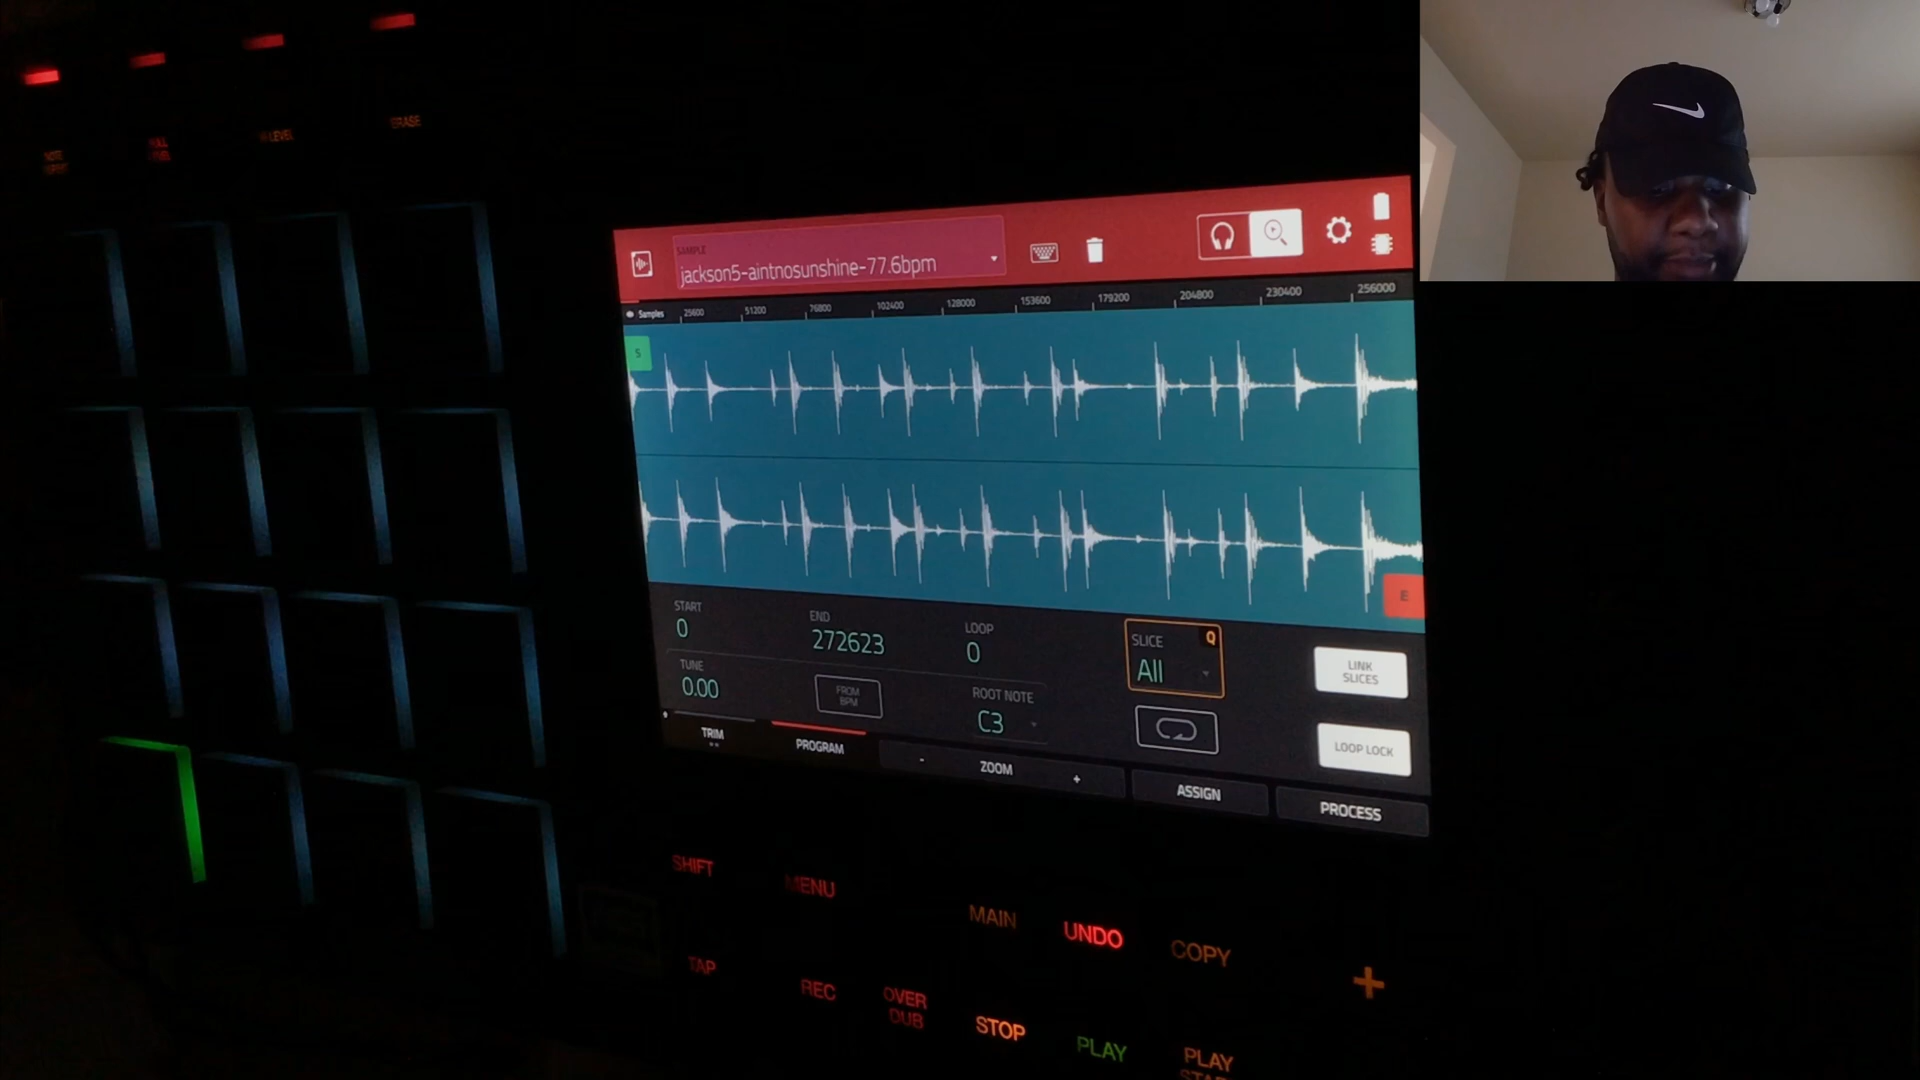 ERASE
SAMPLE
jackson5-aintnosunshine-77.6bpm
Samples 25600 51200 76800 102400 128000 153600 179200 204800 230400 256000
S
E
START
0
END
272623
LOOP
0
SLICE
Q
All
LINK
SLICES
TUNE
0.00
FROM
BPM
ROOT NOTE
C3
LOOP LOCK
TRIM
PROGRAM
- ZOOM +
ASSIGN
PROCESS
SHIFT
MENU
MAIN
UNDO
COPY
+
TAP
REC
OVER
DUB
STOP
PLAY
PLAY